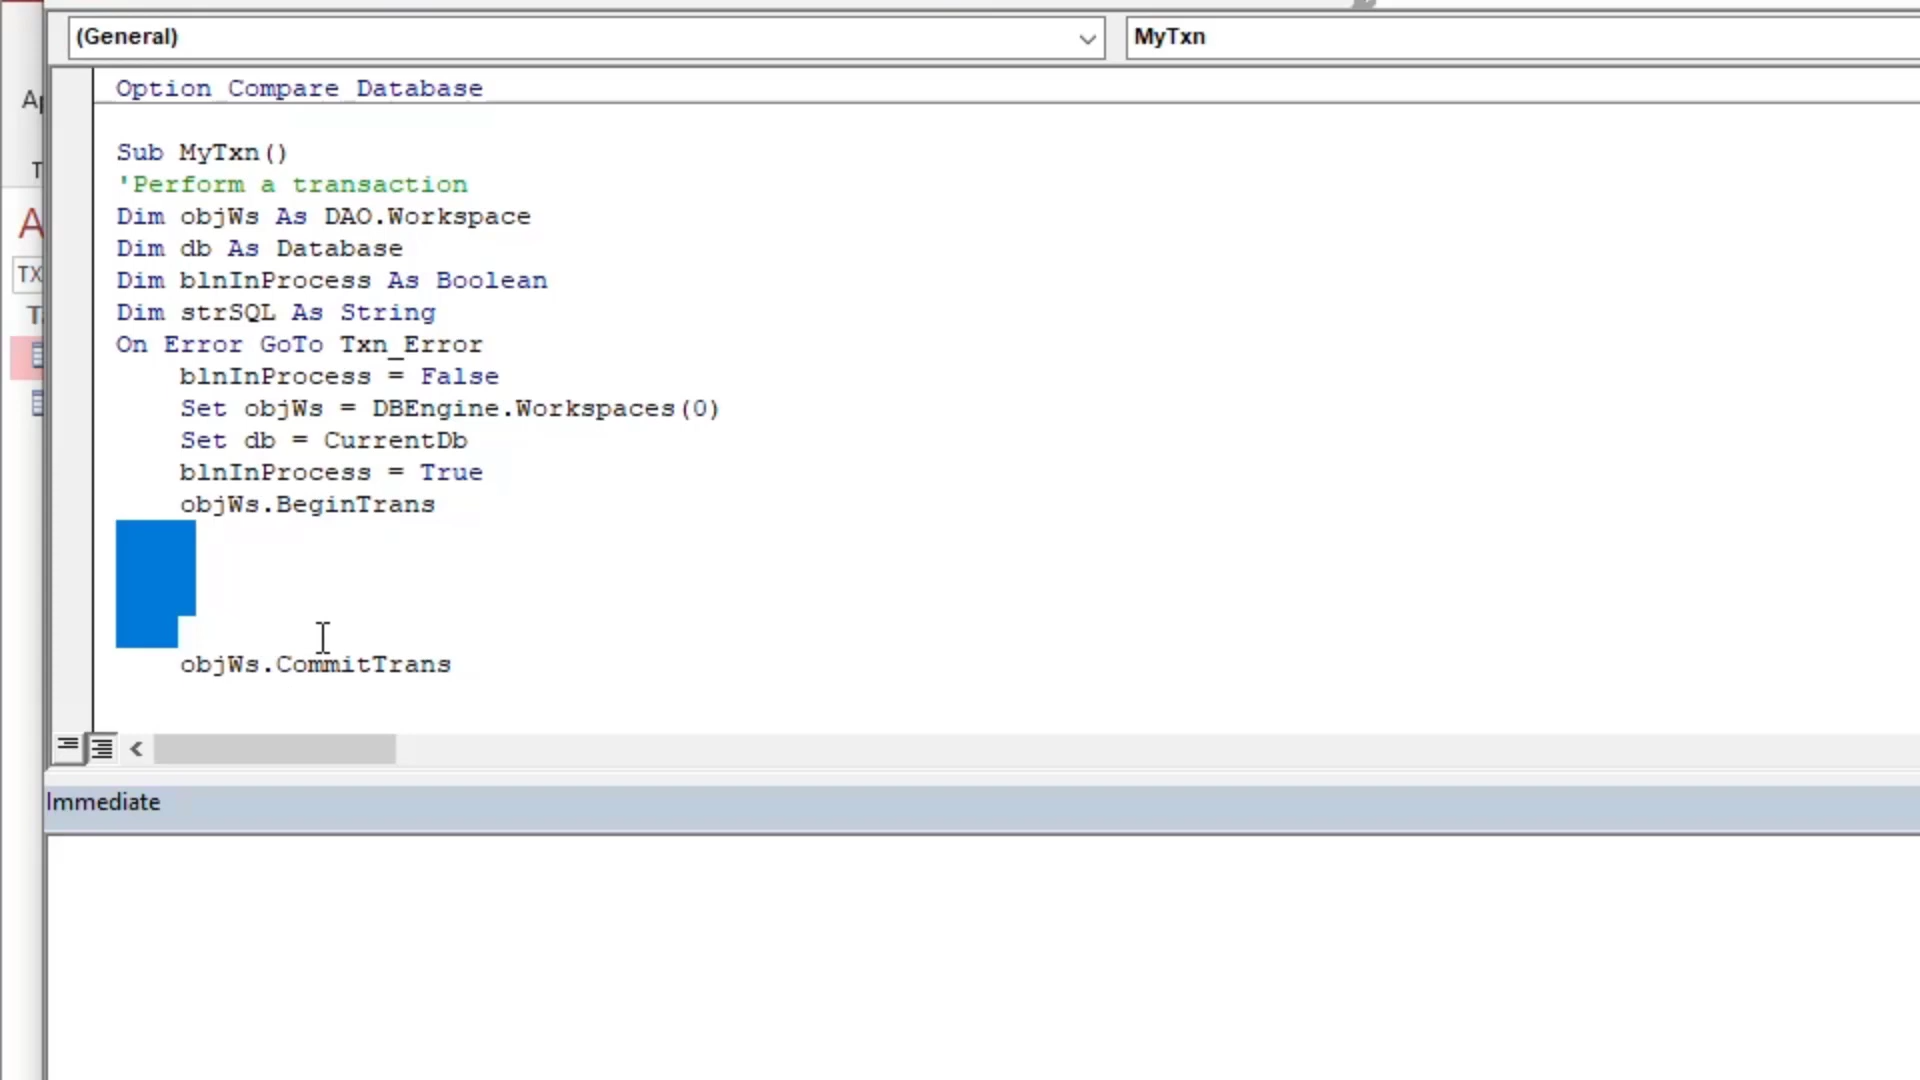 (General)
MyTxn
Option Compare Database
Sub MyTxn()
'Perform a transaction
Dim objWs As DAO.Workspace
Dim db As Database
Dim blnInProcess As Boolean
Dim strSQL As String
On Error GoTo Txn_Error
blnInProcess = False
Set objWs = DBEngine.Workspaces(0)
Set db = CurrentDb
blnInProcess = True
objWs.BeginTrans
objWs.CommitTrans
Immediate